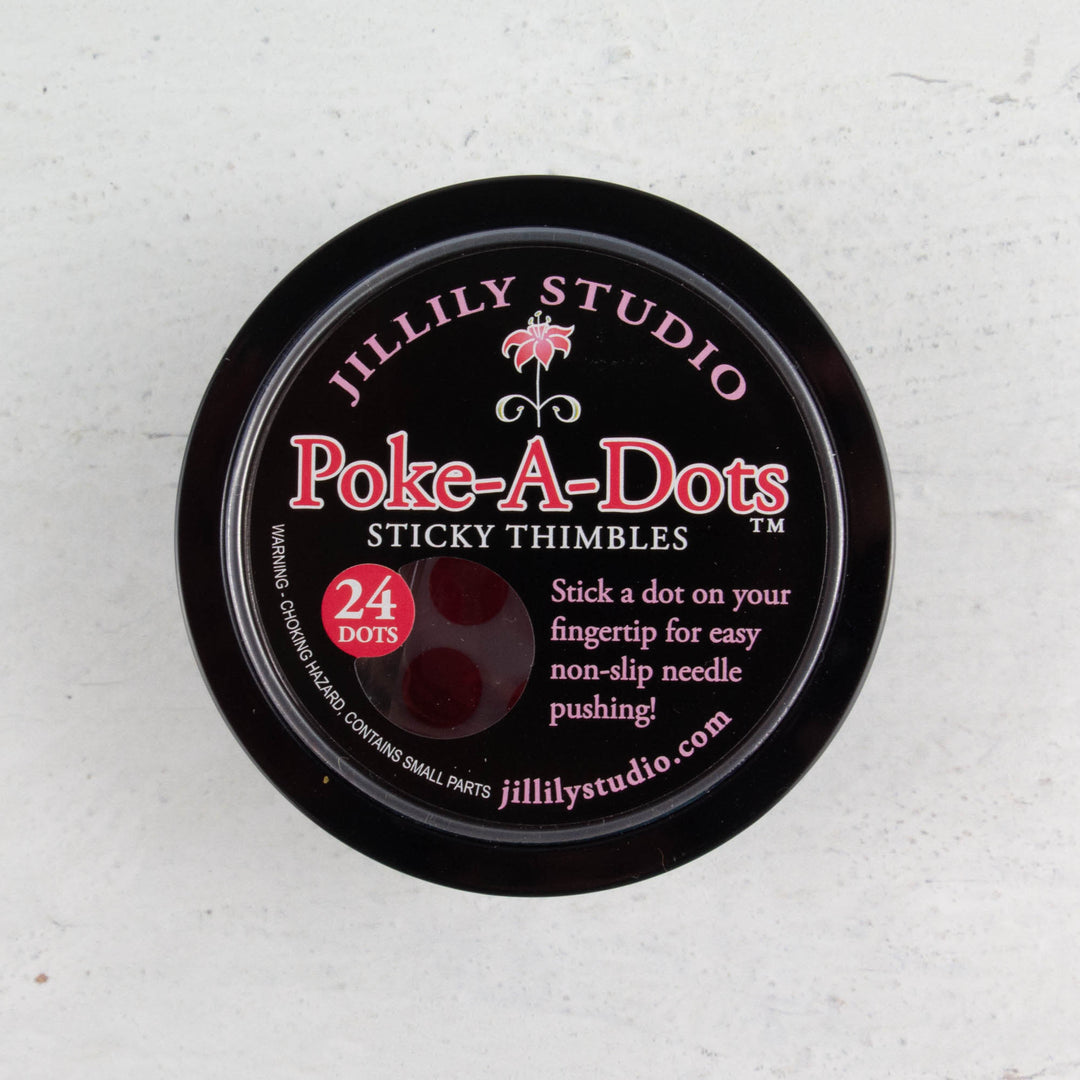 JILLILY STUDIO
Poke-A-Dots
TM
STICKY THIMBLES
24
DOTS
Stick a dot on your
fingertip for easy
non-slip needle
pushing!
WARNING - CHOKING HAZARD, CONTAINS SMALL PARTS
jillilystudio.com